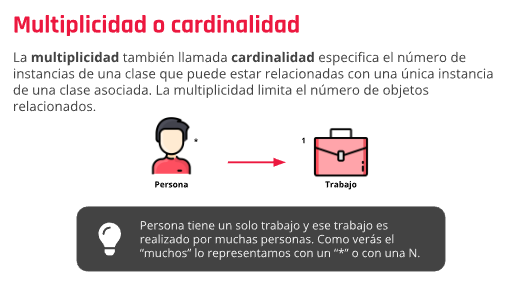 Multiplicidad o cardinalidad
La multiplicidad también llamada cardinalidad especifica el número de
instancias de una clase que puede estar relacionadas con una única instancia
de una clase asociada. La multiplicidad limita el número de objetos
relacionados.
* 1
Persona Trabajo
Persona tiene un solo trabajo y ese trabajo es
realizado por muchas personas. Como verás el
“muchos” lo representamos con un “*” o con una N.